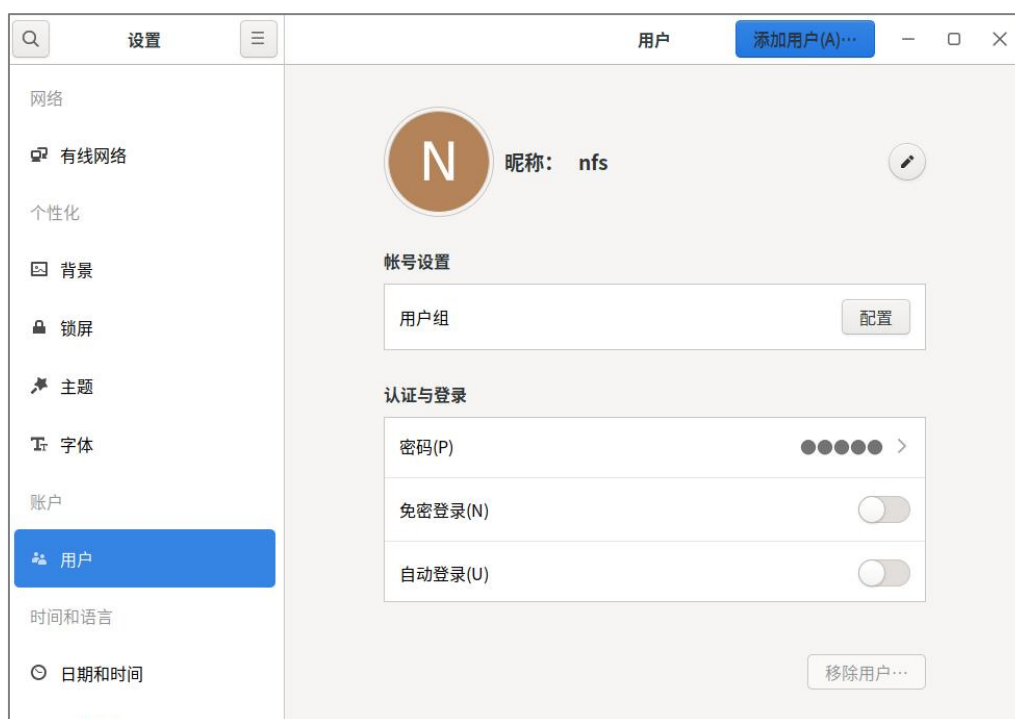 设置
用户
添加用户(A)…
网络
有线网络
个性化
背景
锁屏
主题
字体
账户
用户
时间和语言
日期和时间
N
昵称： nfs
帐号设置
用户组
配置
认证与登录
密码(P)
免密登录(N)
自动登录(U)
移除用户…